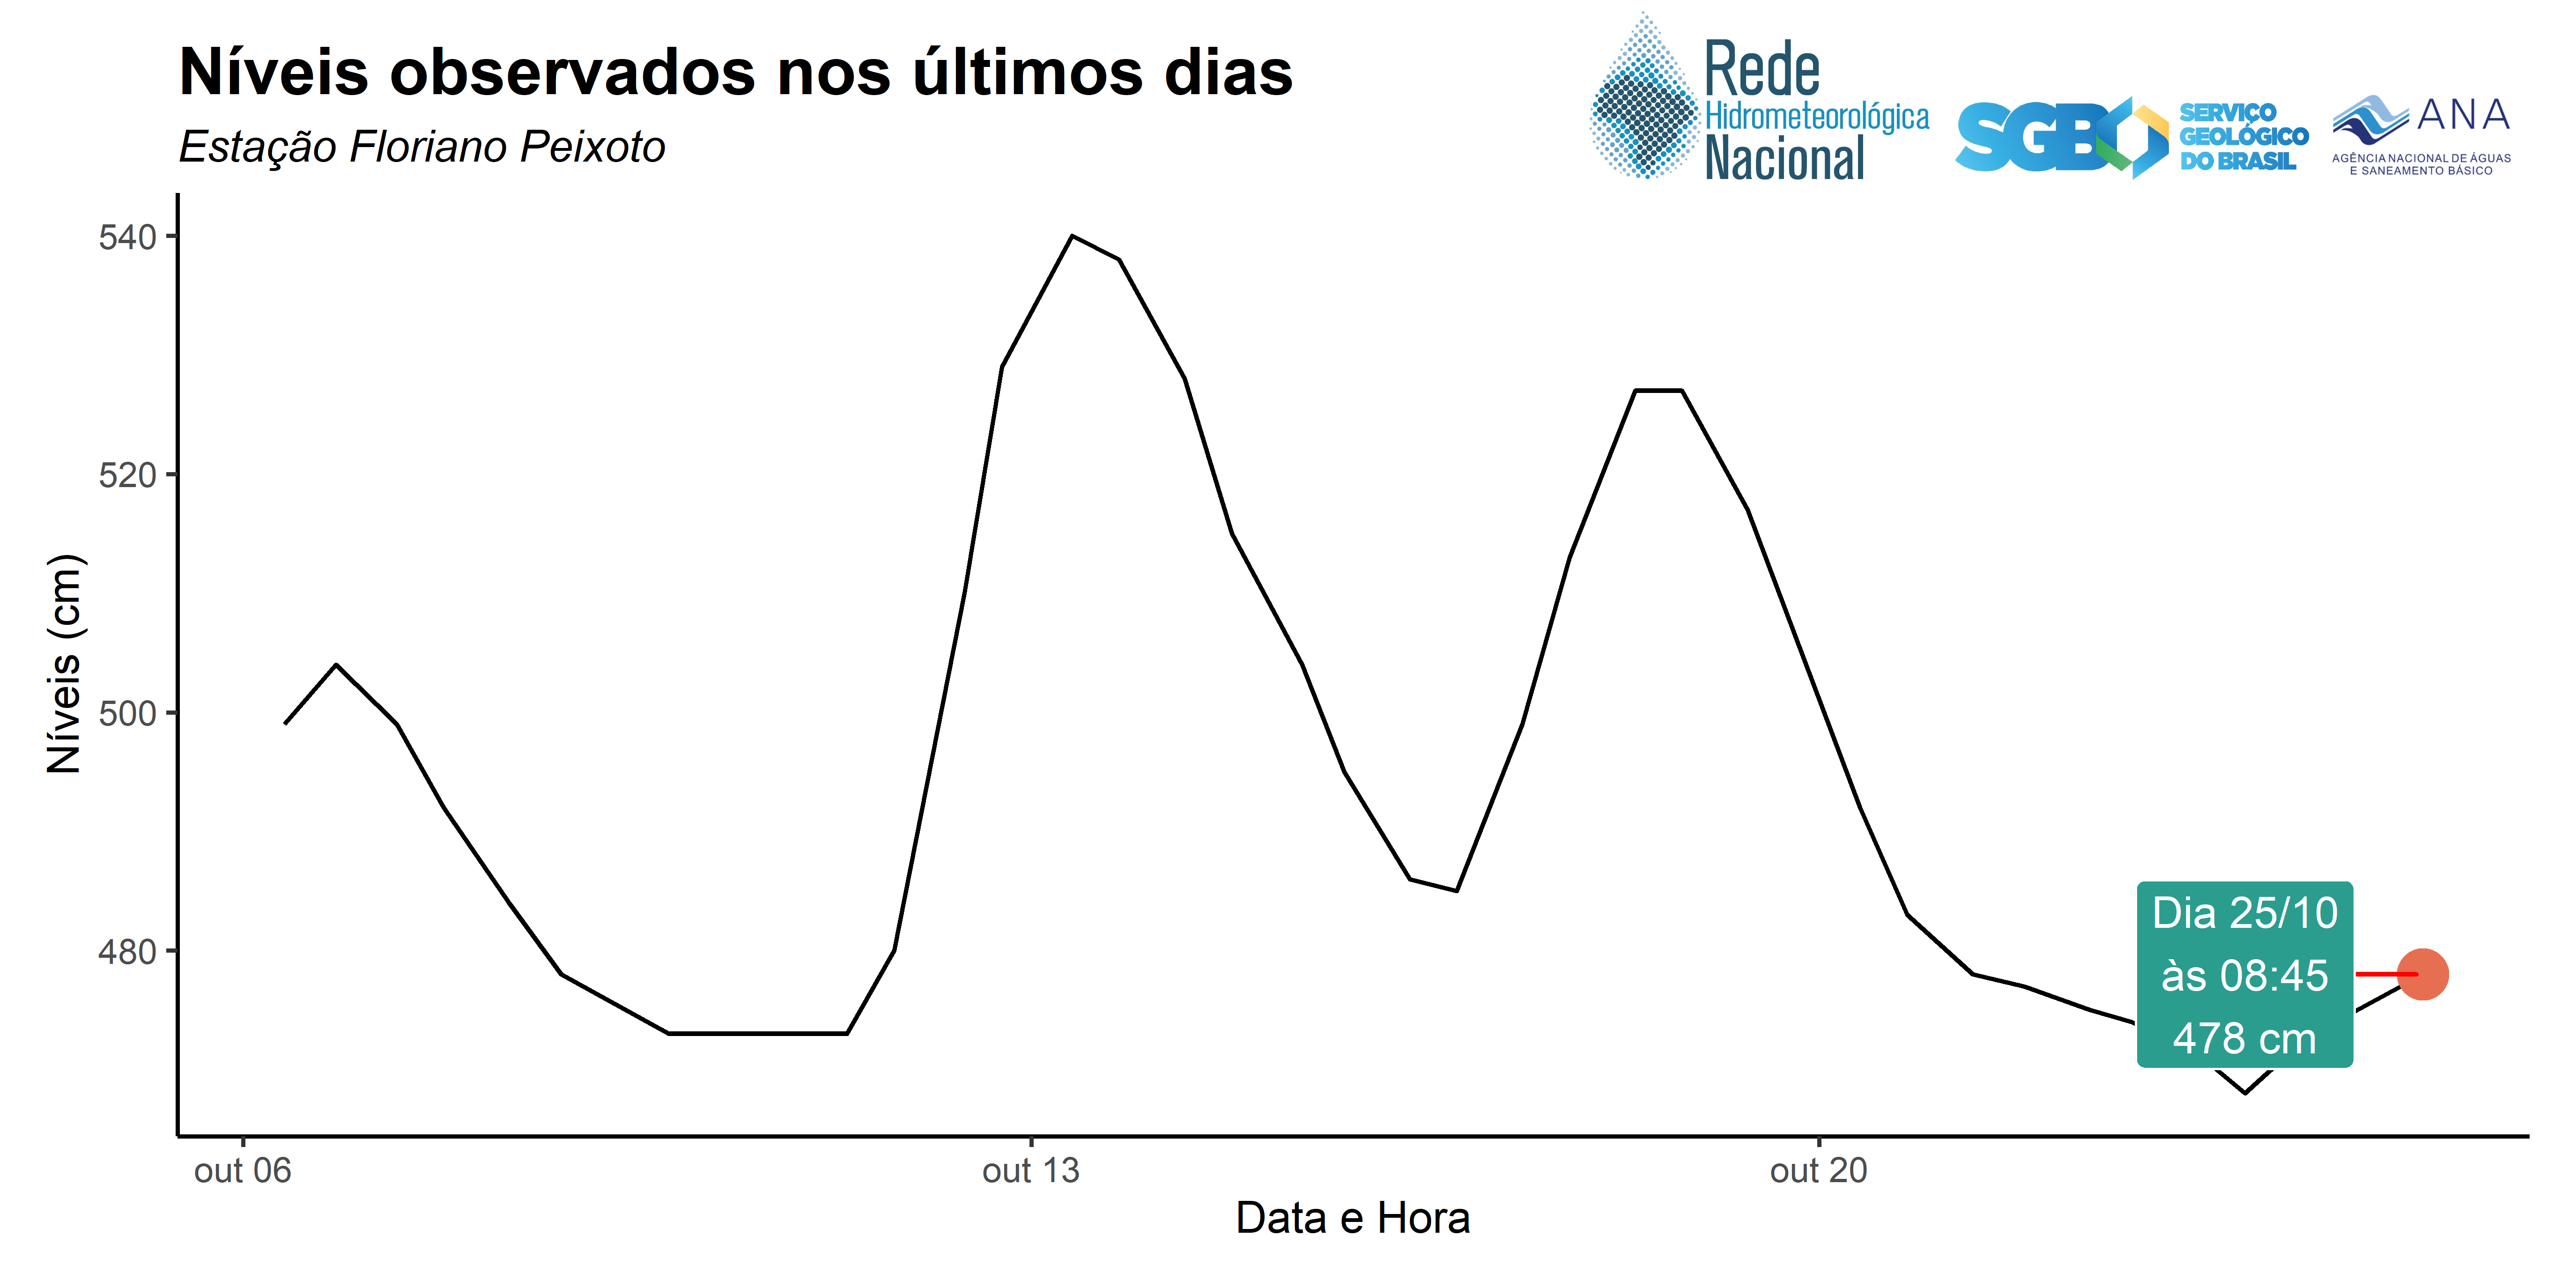 Níveis observados nos últimos dias
Estação Floriano Peixoto
Rede
Hidrometeorológica
Nacional
SGB
SERVIÇO
GEOLÓGICO
DO BRASIL
ANA
AGÊNCIA NACIONAL DE ÁGUAS
E SANEAMENTO BÁSICO
Níveis (cm)
540
520
500
480
Dia 25/10
às 08:45
478 cm
out 06
out 13
out 20
Data e Hora